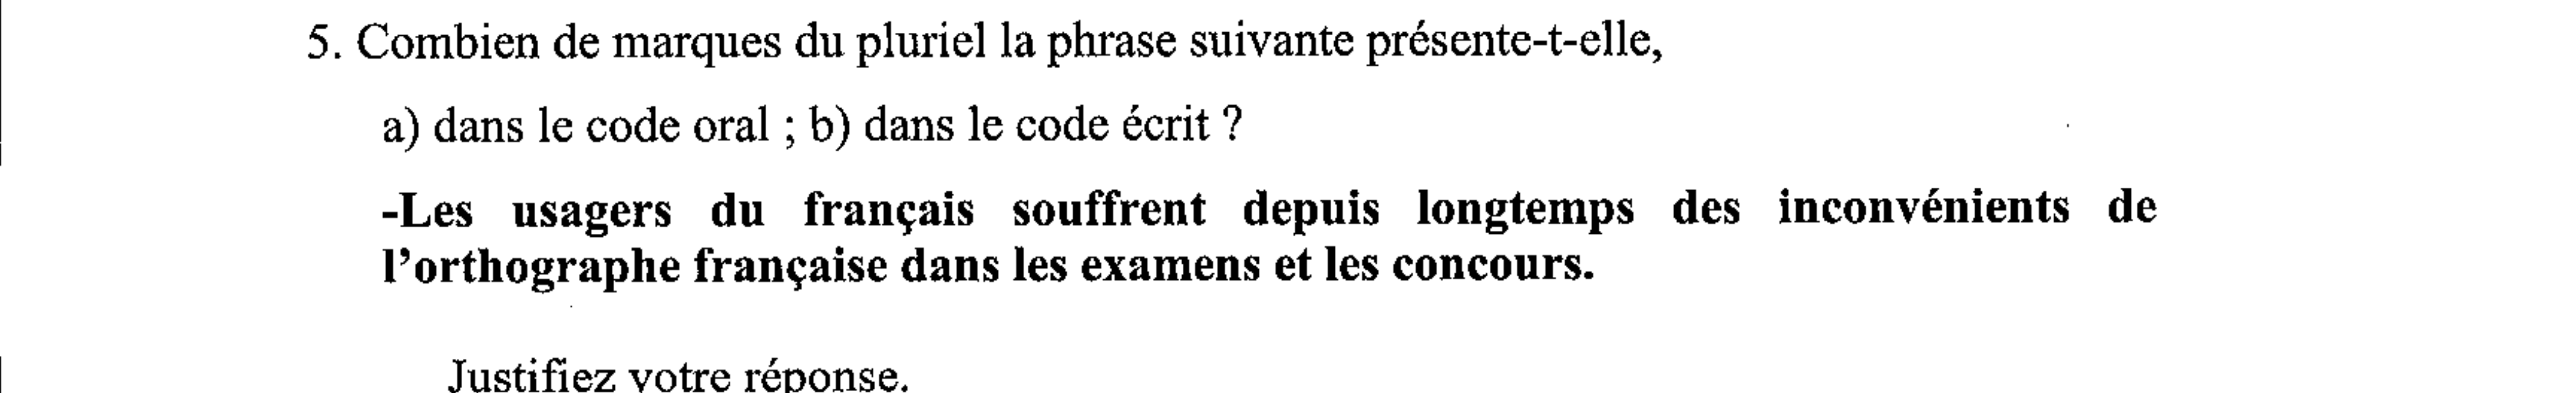 5. Combien de marques du pluriel la phrase suivante présente-t-elle,
a) dans le code oral ; b) dans le code écrit ?
-Les usagers du français souffrent depuis longtemps des inconvénients de
l'orthographe française dans les examens et les concours.
Justifiez votre réponse.